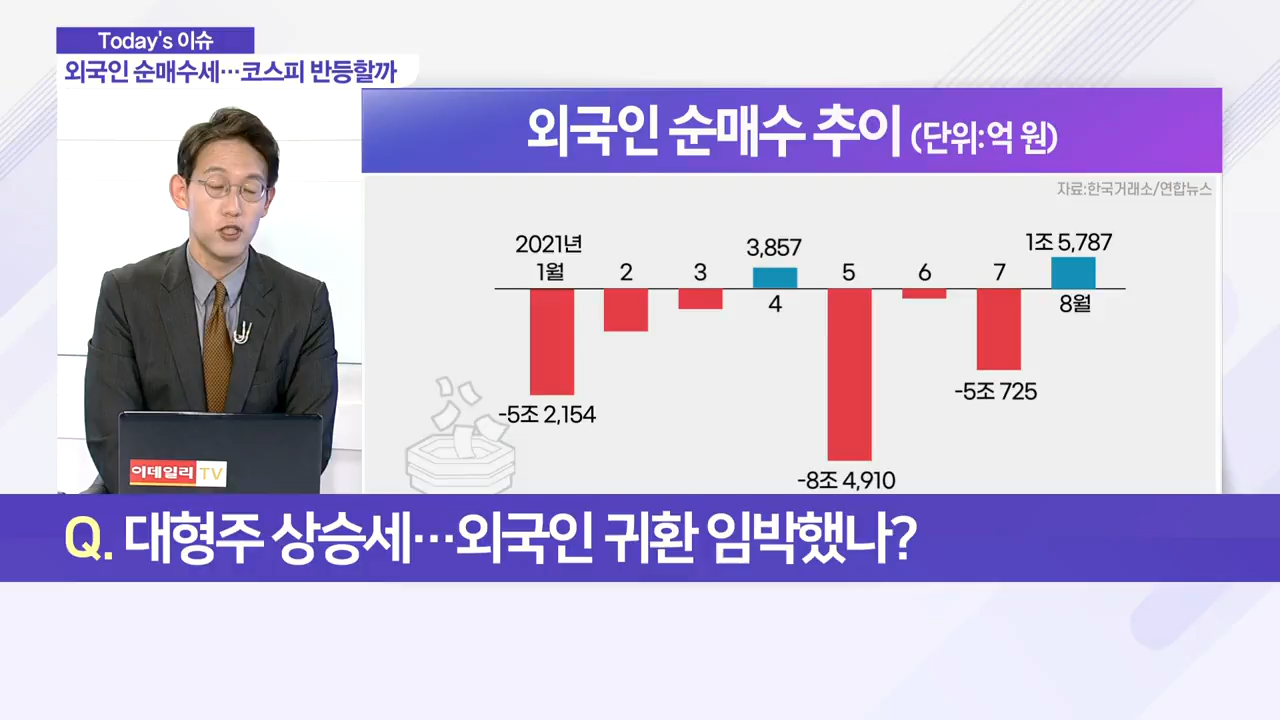 Today's 이슈
외국인 순매수세…코스피 반등할까
외국인 순매수 추이 (단위:억 원)
자료:한국거래소/연합뉴스
2021년
1월 2 3 3,857 5 6 7 1조 5,787
4 8월
-5조 2,154
-5조 725
-8조 4,910
이데일리 TV
Q. 대형주 상승세…외국인 귀환 임박했나?